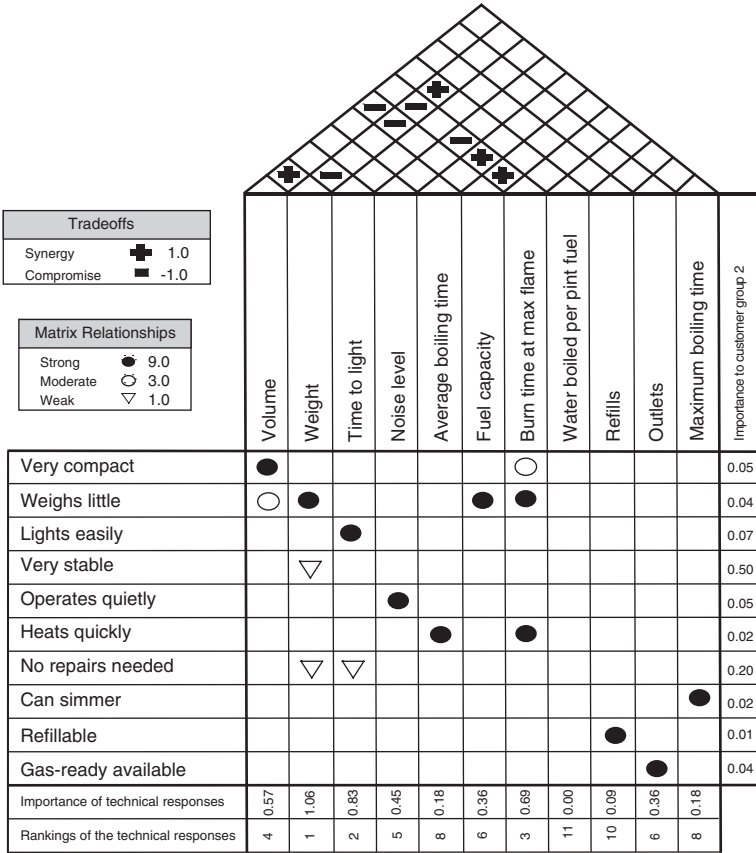 Tradeoffs
Synergy 1.0
Compromise -1.0
Matrix Relationships
Strong 9.0
Moderate 3.0
Weak 1.0
Volume
Weight
Time to light
Noise level
Average boiling time
Fuel capacity
Burn time at max flame
Water boiled per pint fuel
Refills
Outlets
Maximum boiling time
Importance to customer group 2
Very compact 0.05
Weighs little 0.04
Lights easily 0.07
Very stable 0.50
Operates quietly 0.05
Heats quickly 0.02
No repairs needed 0.20
Can simmer 0.02
Refillable 0.01
Gas-ready available 0.04
Importance of technical responses 0.57 1.06 0.83 0.45 0.18 0.36 0.69 0.00 0.09 0.36 0.18
Rankings of the technical responses 4 1 2 5 8 6 3 11 10 6 8